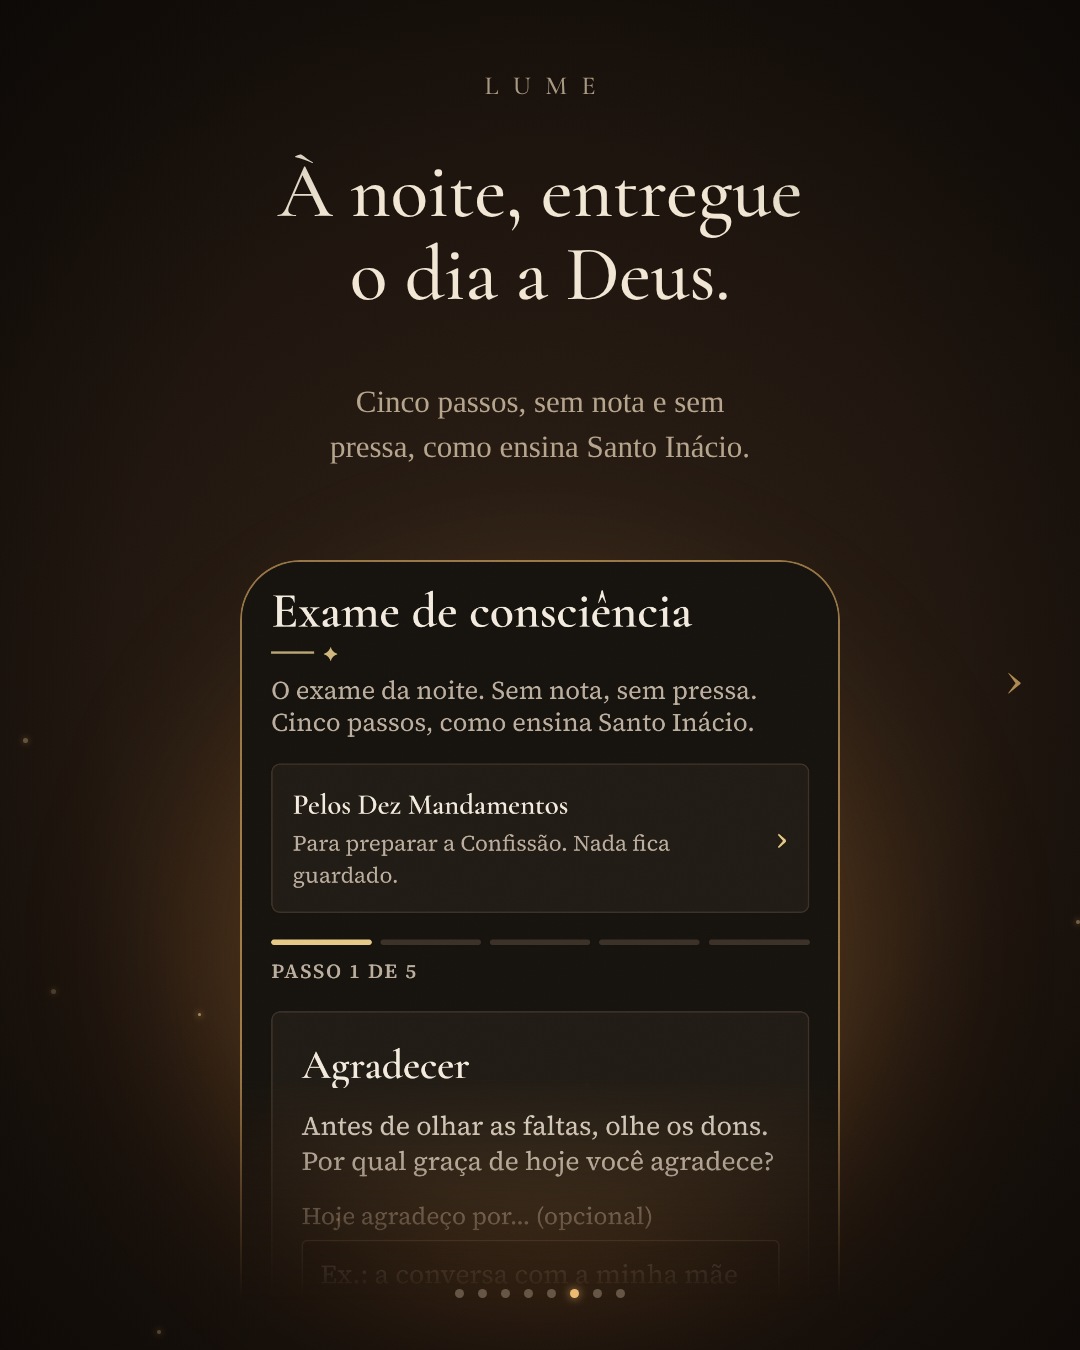 LUME
À noite, entregue
o dia a Deus.
Cinco passos, sem nota e sem
pressa, como ensina Santo Inácio.
Exame de consciência
O exame da noite. Sem nota, sem pressa.
Cinco passos, como ensina Santo Inácio.
Pelos Dez Mandamentos
Para preparar a Confissão. Nada fica
guardado.
PASSO 1 DE 5
Agradecer
Antes de olhar as faltas, olhe os dons.
Por qual graça de hoje você agradece?
Hoje agradeço por... (opcional)
Ex.: a conversa com a minha mãe